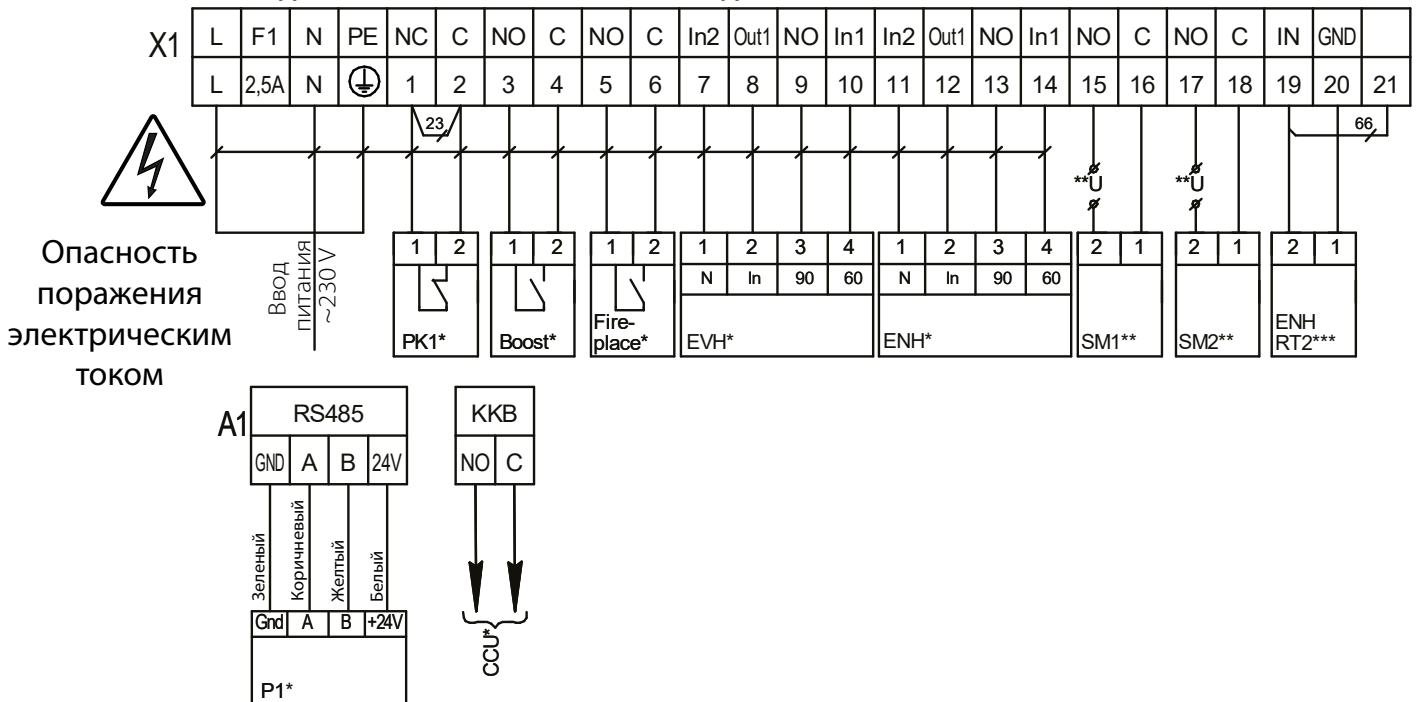 X1 L F1 N PE NC C NO C NO C In2 Out1 NO In1 In2 Out1 NO In1 NO C NO C IN GND
L 2,5A N 1 2 3 4 5 6 7 8 9 10 11 12 13 14 15 16 17 18 19 20 21
23
66
**U
**U
Опасность
поражения
электрическим
током
Ввод
питания
~230 V
1 2
PK1*
1 2
Boost*
1 2
Fire-
place*
1 2 3 4
N In 90 60
EVH*
1 2 3 4
N In 90 60
ENH*
2 1
SM1**
2 1
SM2**
2 1
ENH
RT2***
A1 RS485
GND A B 24V
Зеленый
Коричневый
Желтый
Белый
Gnd A B +24V
P1*
ККВ
NO C
CCU*